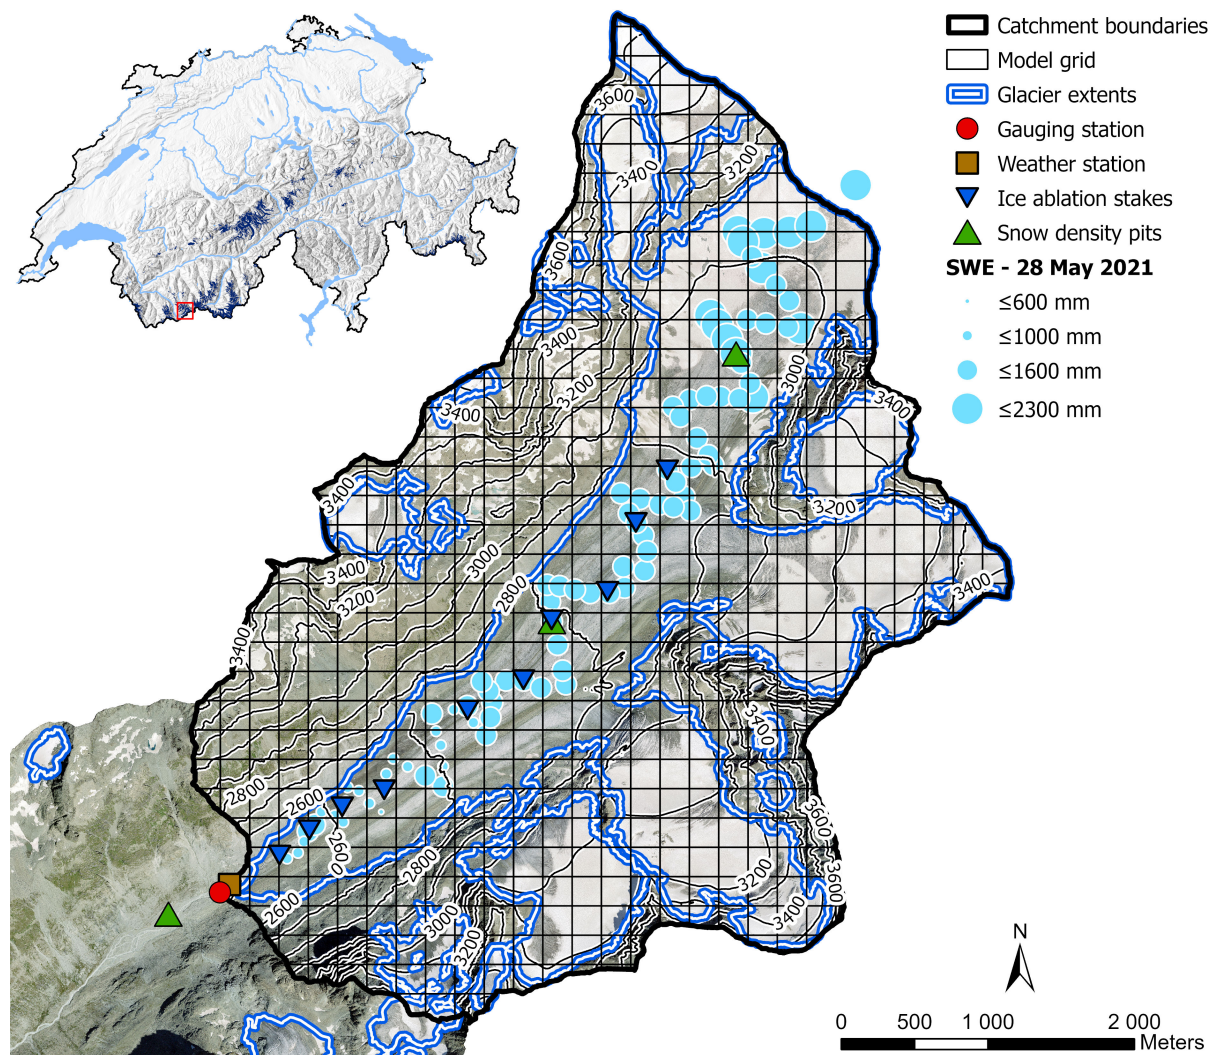 Catchment boundaries
Model grid
Glacier extents
Gauging station
Weather station
Ice ablation stakes
Snow density pits
SWE - 28 May 2021
≤600 mm
≤1000 mm
≤1600 mm
≤2300 mm
3600
3400
3200
3600
3400
3200
3000
3400
3400
3400
3200
3400
3000
3200
2800
3400
3400
3400
2800
2600
2600
2800
3600
3200
3600
2600
3000
3400
3200
N
0 500 1 000 2 000
Meters